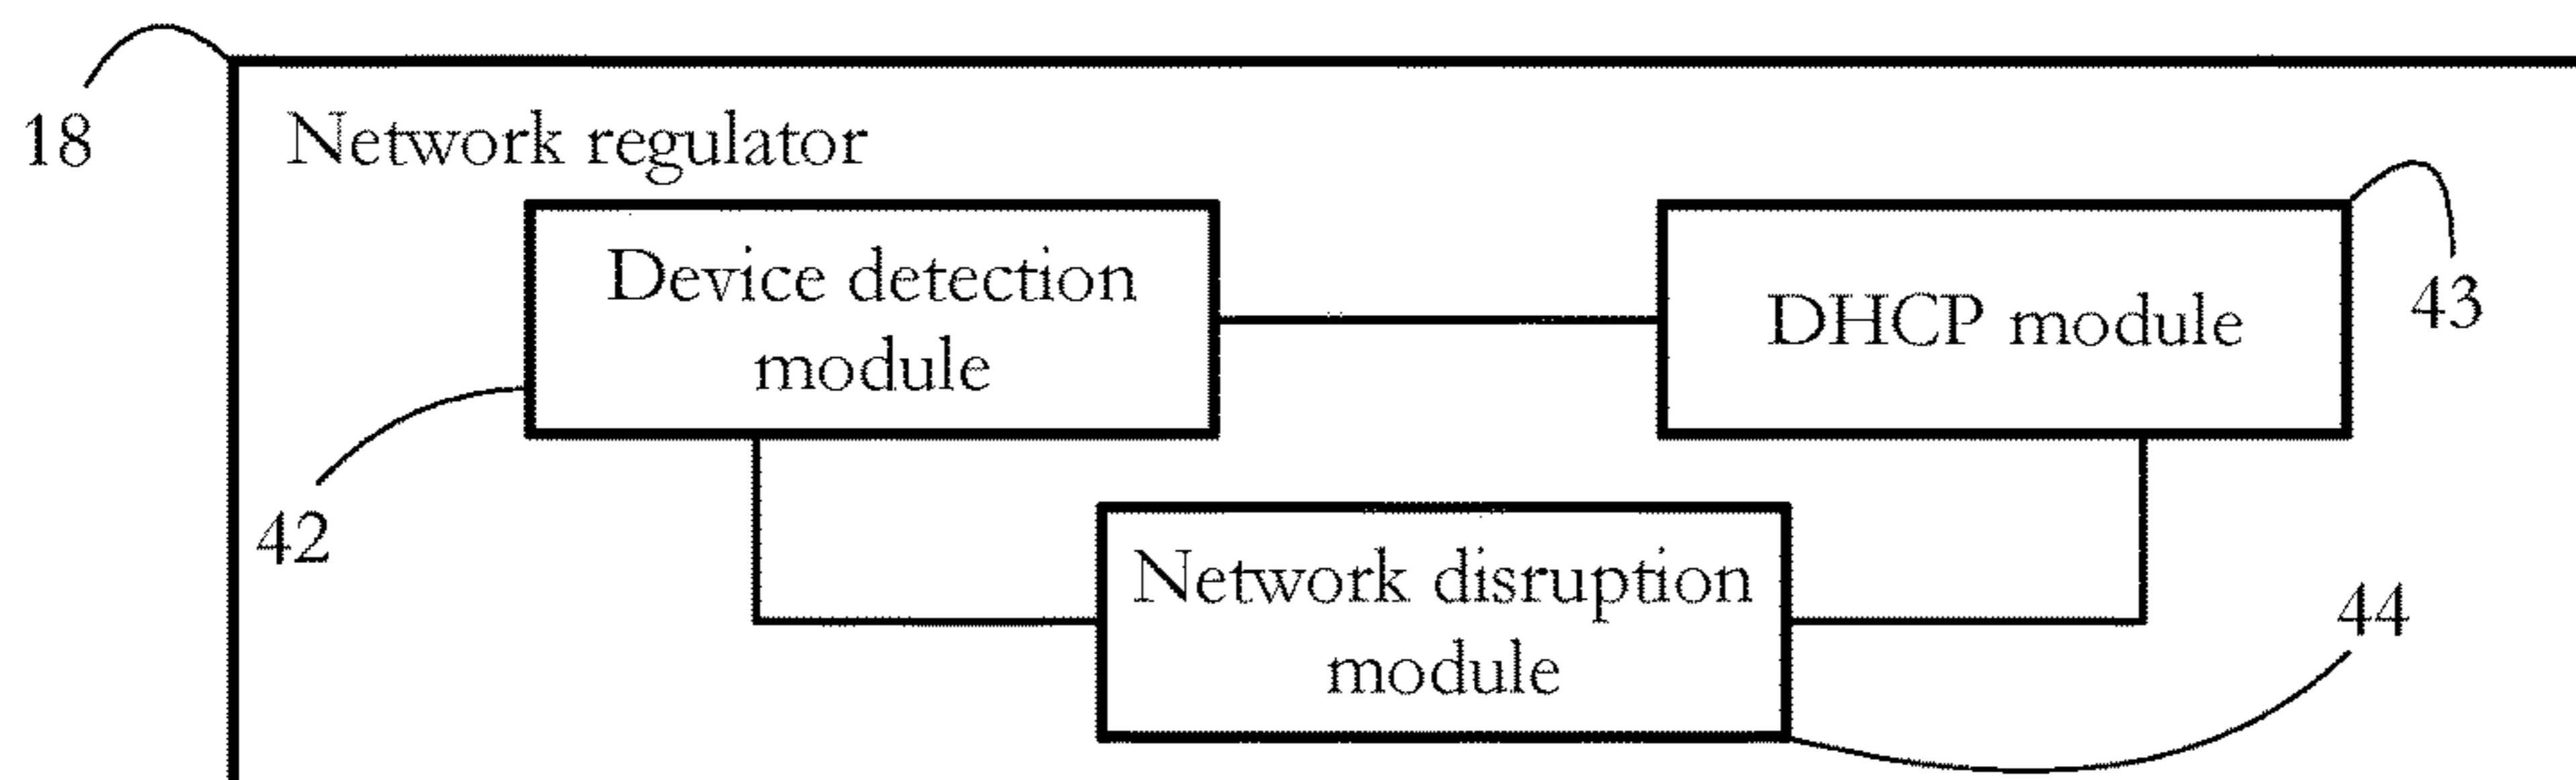 18
Network regulator
Device detection
module
DHCP module
43
42
Network disruption
module
44